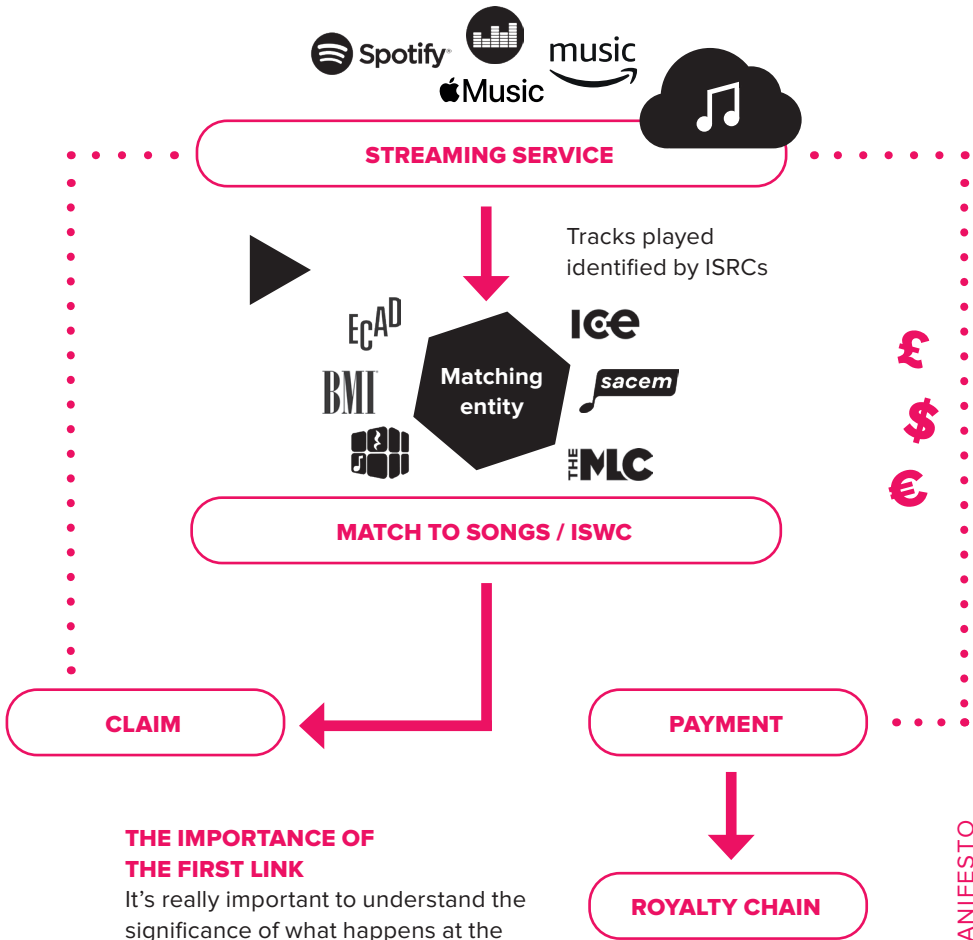 Spotify®
music
Music
STREAMING SERVICE
Tracks played
identified by ISRCs
ECAD
ICE
BMI
Matching
entity
sacem
THE MLC
£
$
€
MATCH TO SONGS / ISWC
CLAIM
PAYMENT
THE IMPORTANCE OF
THE FIRST LINK
It’s really important to understand the
significance of what happens at the
ROYALTY CHAIN
ANIFESTO